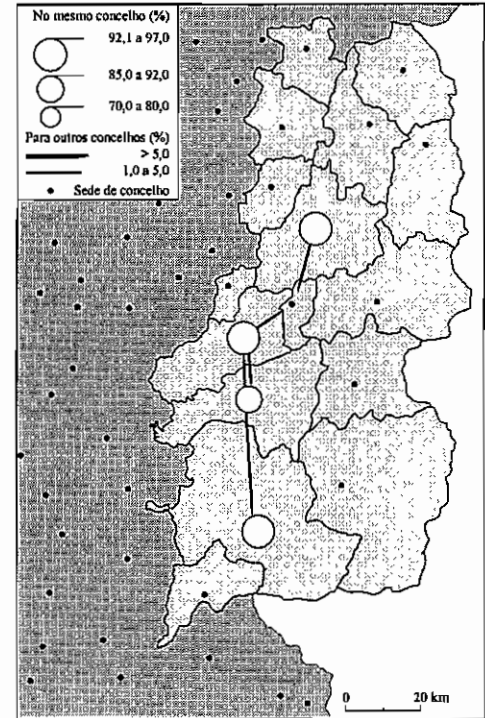 No mesmo concelho (%)
92,1 a 97,0
85,0 a 92,0
70,0 a 80,0
Para outros concelhos (%)
> 5,0
1,0 a 5,0
Sede de concelho
0 20 km